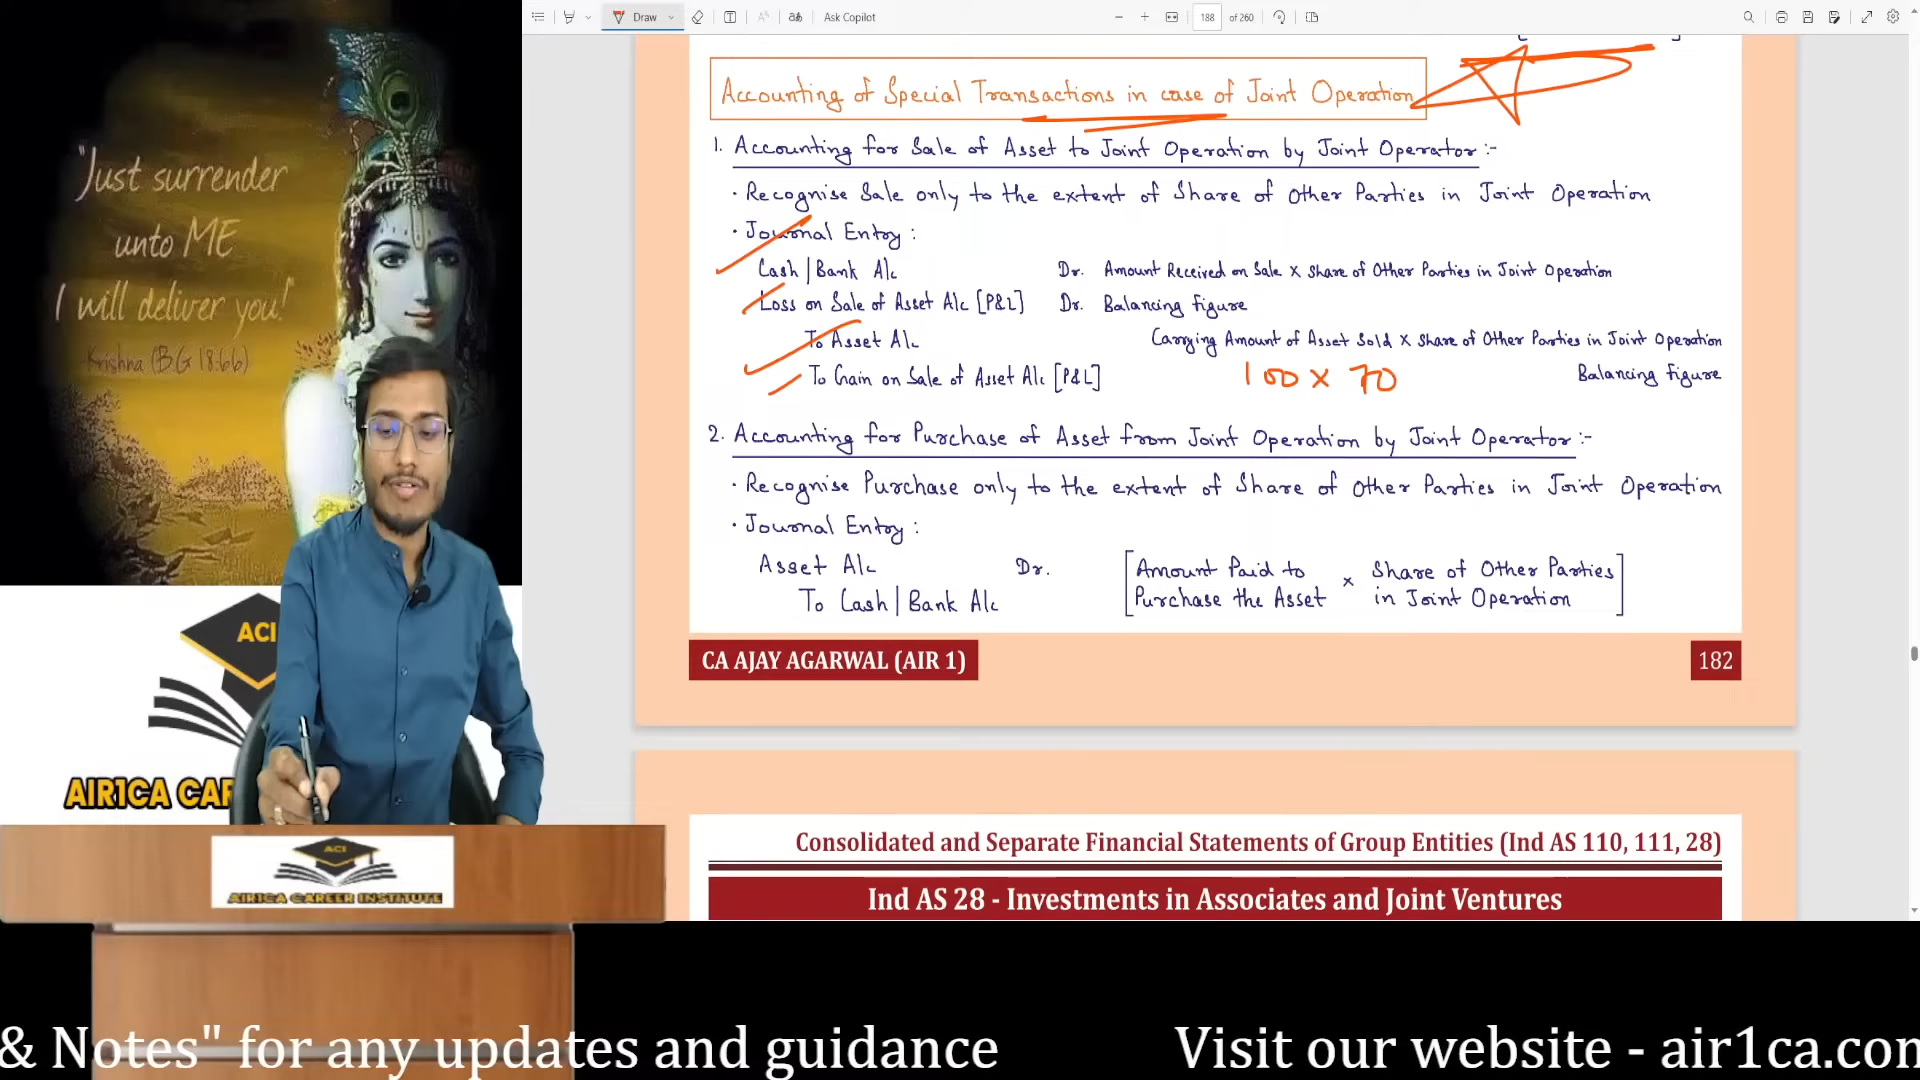 Draw
Ask Copilot
188 of 260
"Just surrender
unto ME
I will deliver you!"
Krishna (BG 18:66)
Accounting of Special Transactions in case of Joint Operation
1. Accounting for Sale of Asset to Joint Operation by Joint Operator :-
· Recognise Sale only to the extent of Share of Other Parties in Joint Operation
· Journal Entry :
Cash | Bank A/c Dr. Amount Received on Sale x Share of Other Parties in Joint Operation
Loss on Sale of Asset A/c [P&L] Dr. Balancing figure
To Asset A/c Carrying Amount of Asset Sold x Share of Other Parties in Joint Operation
To Gain on Sale of Asset A/c [P&L] Balancing figure
100 x 70
2. Accounting for Purchase of Asset from Joint Operation by Joint Operator :-
· Recognise Purchase only to the extent of Share of Other Parties in Joint Operation
· Journal Entry :
Asset A/c Dr. [Amount Paid to Purchase the Asset x Share of Other Parties in Joint Operation]
To Cash | Bank A/c
CA AJAY AGARWAL (AIR 1) 182
Consolidated and Separate Financial Statements of Group Entities (Ind AS 110, 111, 28)
Ind AS 28 - Investments in Associates and Joint Ventures
ACI
AIR1CA CAR
ACI
AIR1CA CAREER INSTITUTE
& Notes" for any updates and guidance Visit our website - air1ca.com